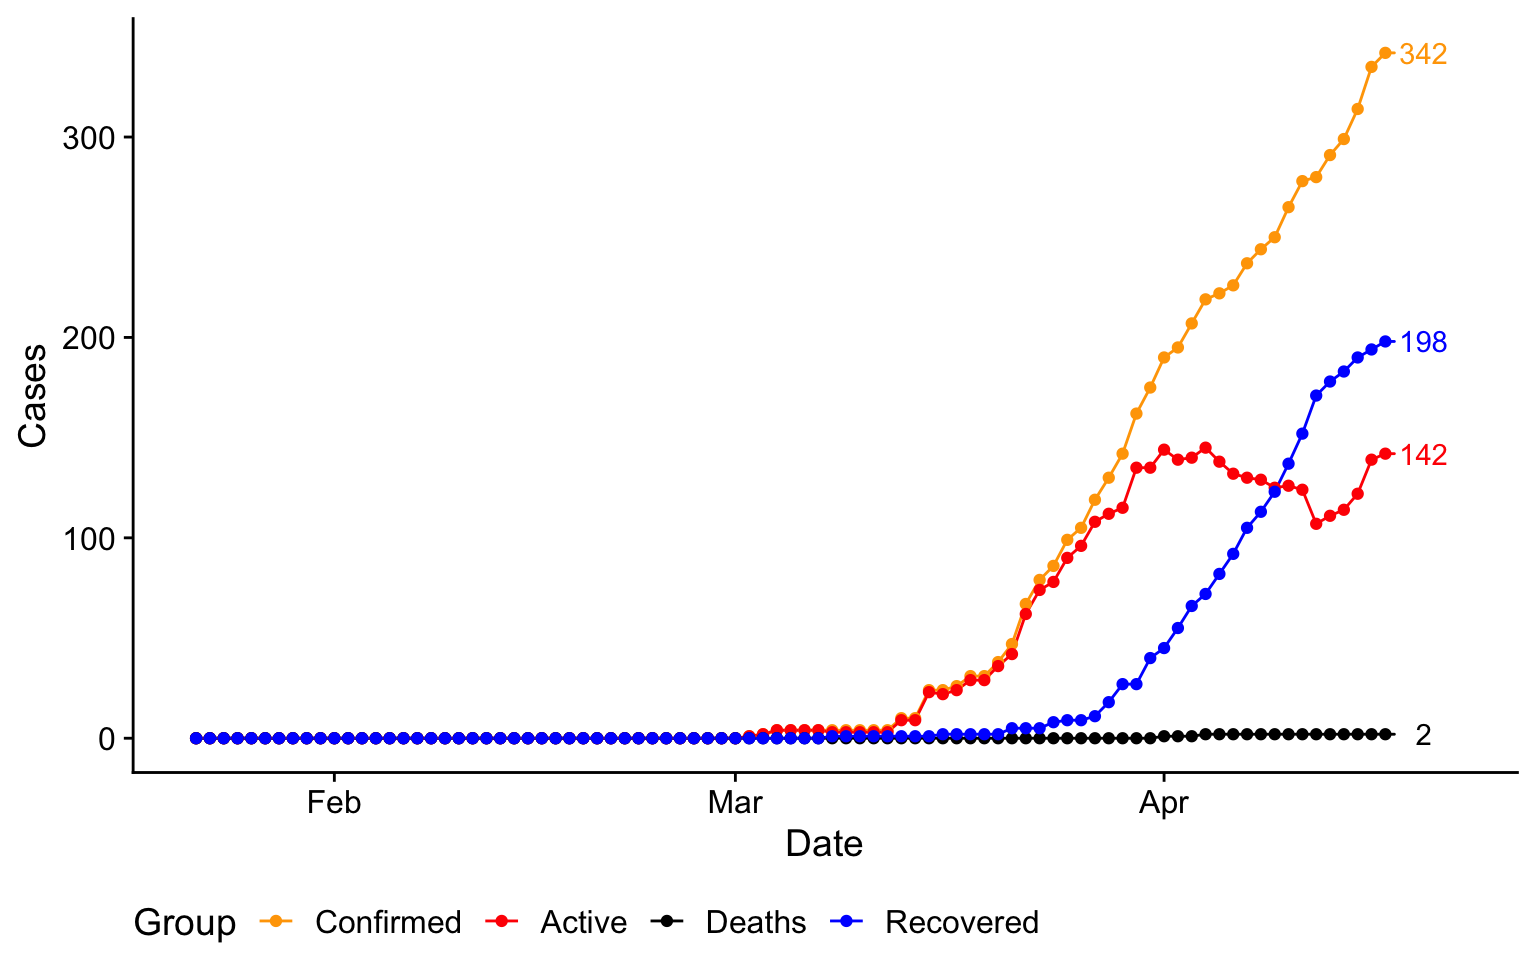 342
300
200
198
Cases
142
100
2
0
Feb Mar Apr
Date
Group Confirmed Active Deaths Recovered